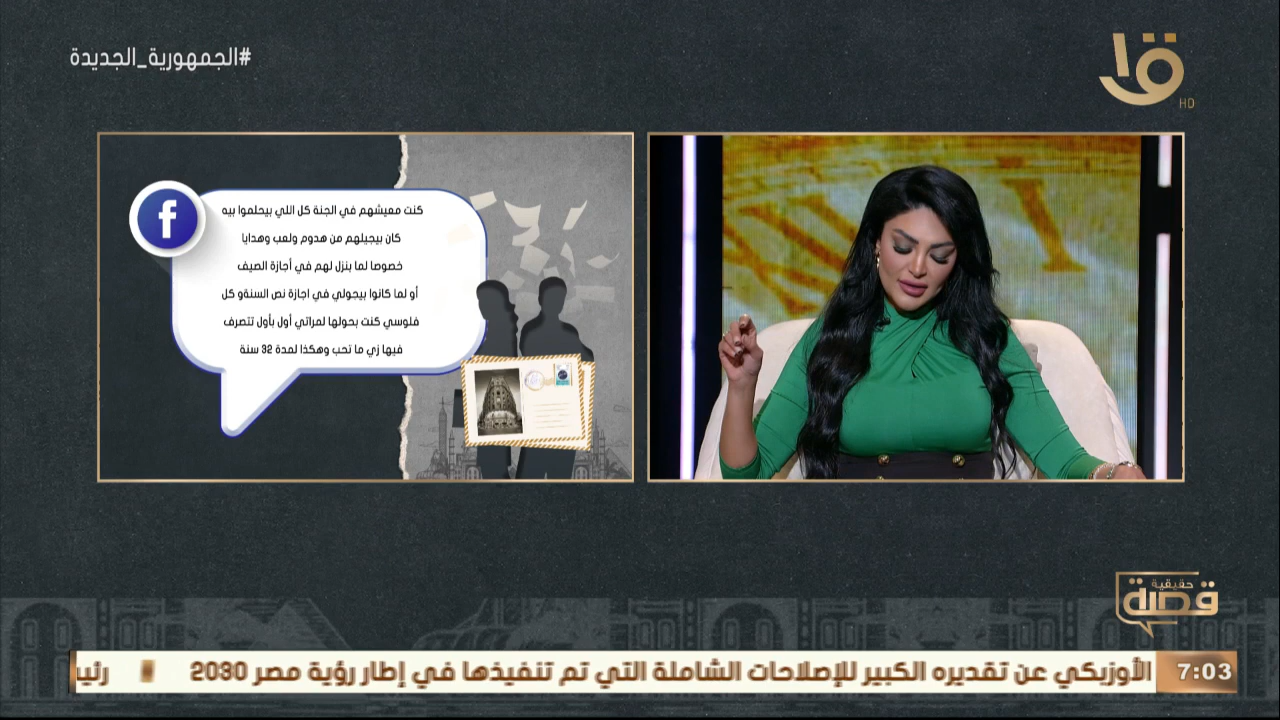 #الجمهورية_الجديدة
HD
كنت معيشهم في الجنة كل اللي بيحلموا بيه
كان بيجيلهم من هدوم ولعب وهدايا
خصوصا لما بنزل لهم في أجازة الصيف
أو لما كانوا بيجولي في اجازة نص السنةو كل
فلوسي كنت بحولها لمراتي أول بأول تتصرف
فيها زي ما تحب وهكذا لمدة 32 سنة
قصة حقيقية
7:03
الأوزبكي عن تقديره الكبير للإصلاحات الشاملة التي تم تنفيذها في إطار رؤية مصر 2030